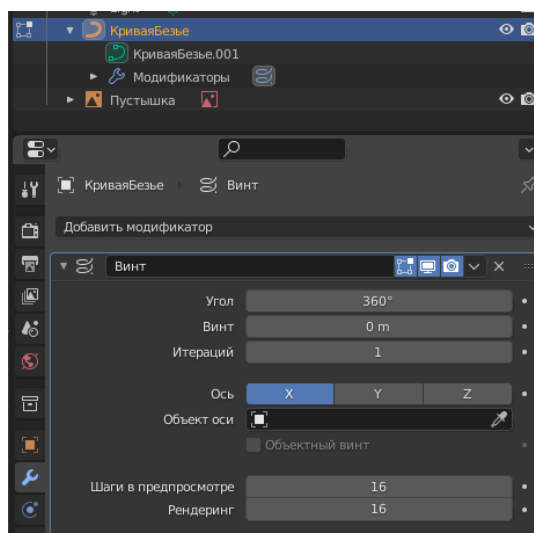 КриваяБезье
КриваяБезье.001
Модификаторы
Пустышка
КриваяБезье Винт
Добавить модификатор
Винт
Угол 360°
Винт 0 m
Итераций 1
Ось X Y Z
Объект оси
Объектный винт
Шаги в предпросмотре 16
Рендеринг 16